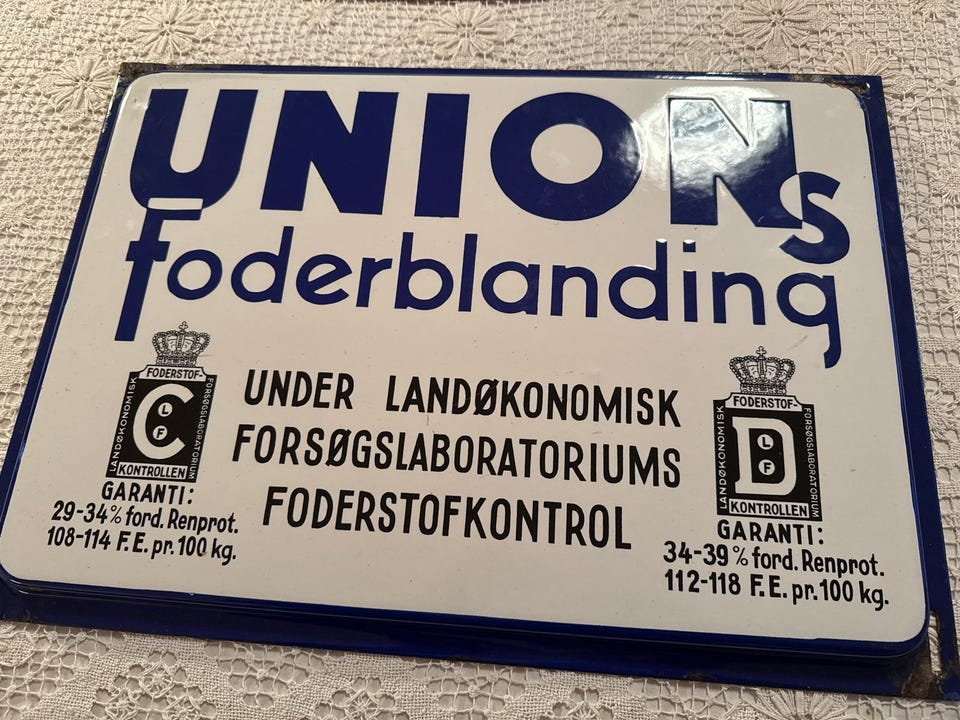 UNIONs
foderblanding
FODERSTOF-
LANDØKONOMISK
C
L
F
FORSØGSLABORATORIUM
KONTROLLEN
GARANTI:
29-34% ford. Renprot.
108-114 F.E. pr. 100 kg.
UNDER LANDØKONOMISK
FORSØGSLABORATORIUMS
FODERSTOFKONTROL
FODERSTOF-
LANDØKONOMISK
D
L
F
FORSØGSLABORATORIUM
KONTROLLEN
GARANTI:
34-39% ford. Renprot.
112-118 F.E. pr. 100 kg.